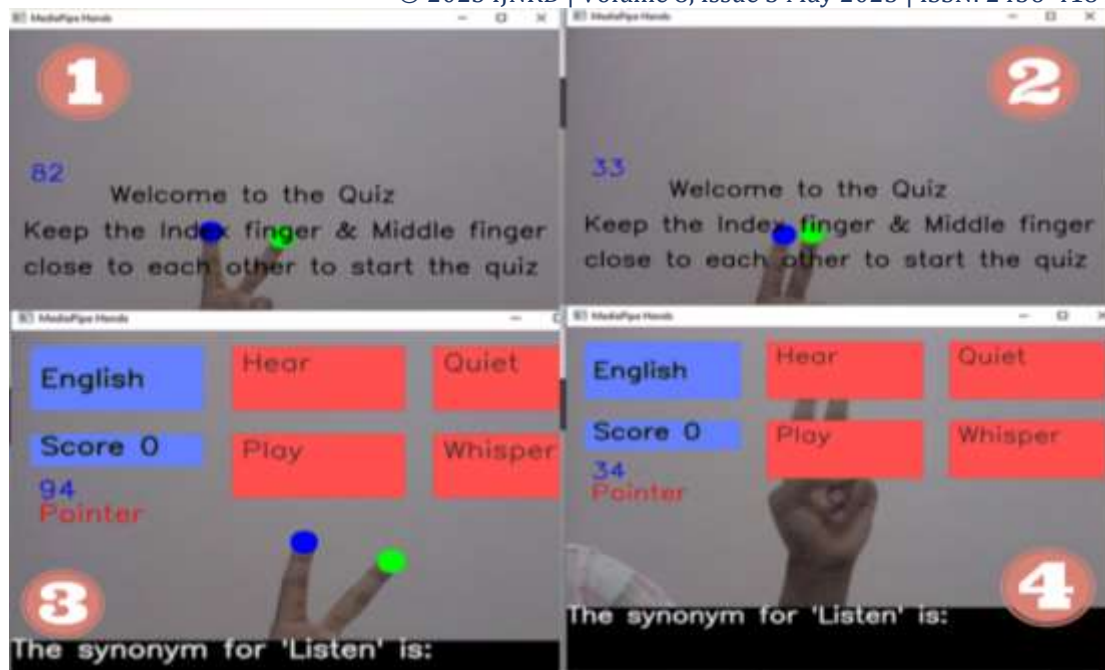 © 2023 IJNRD | Volume 8, Issue 5 May 2023 | ISSN: 2456-418
MediaPipe Hands
1
82
Welcome to the Quiz
Keep the Index finger & Middle finger
close to each other to start the quiz
MediaPipe Hands
2
33
Welcome to the Quiz
Keep the Index finger & Middle finger
close to each other to start the quiz
MediaPipe Hands
English
Hear
Quiet
Score 0
Play
Whisper
94
Pointer
3
The synonym for 'Listen' is:
MediaPipe Hands
English
Hear
Quiet
Score 0
Play
Whisper
34
Pointer
4
The synonym for 'Listen' is: